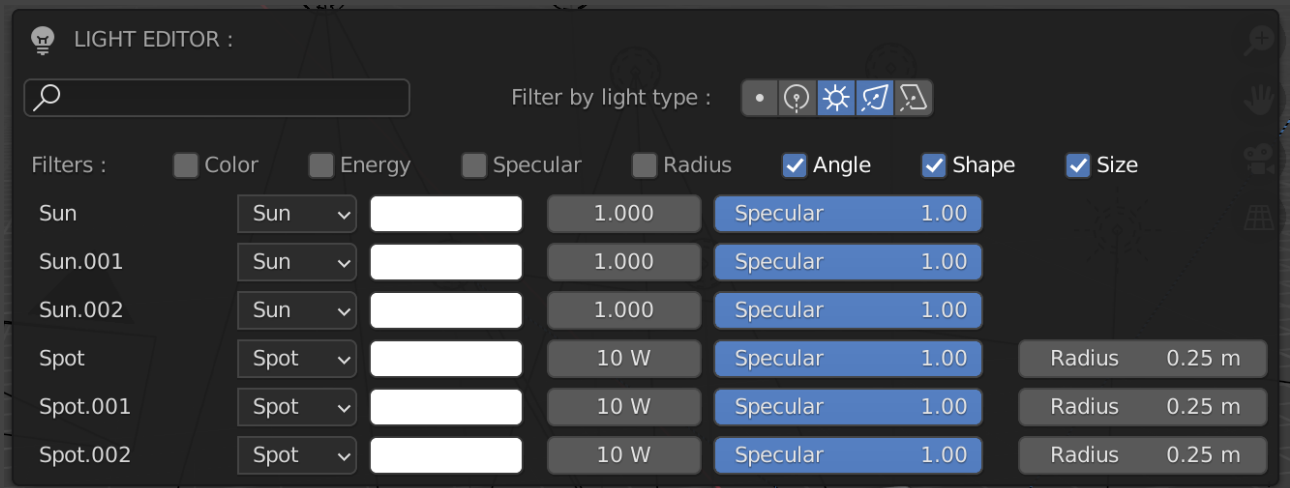 LIGHT EDITOR :
Filter by light type :
Filters : Color Energy Specular Radius Angle Shape Size
Sun Sun 1.000 Specular 1.00
Sun.001 Sun 1.000 Specular 1.00
Sun.002 Sun 1.000 Specular 1.00
Spot Spot 10 W Specular 1.00 Radius 0.25 m
Spot.001 Spot 10 W Specular 1.00 Radius 0.25 m
Spot.002 Spot 10 W Specular 1.00 Radius 0.25 m